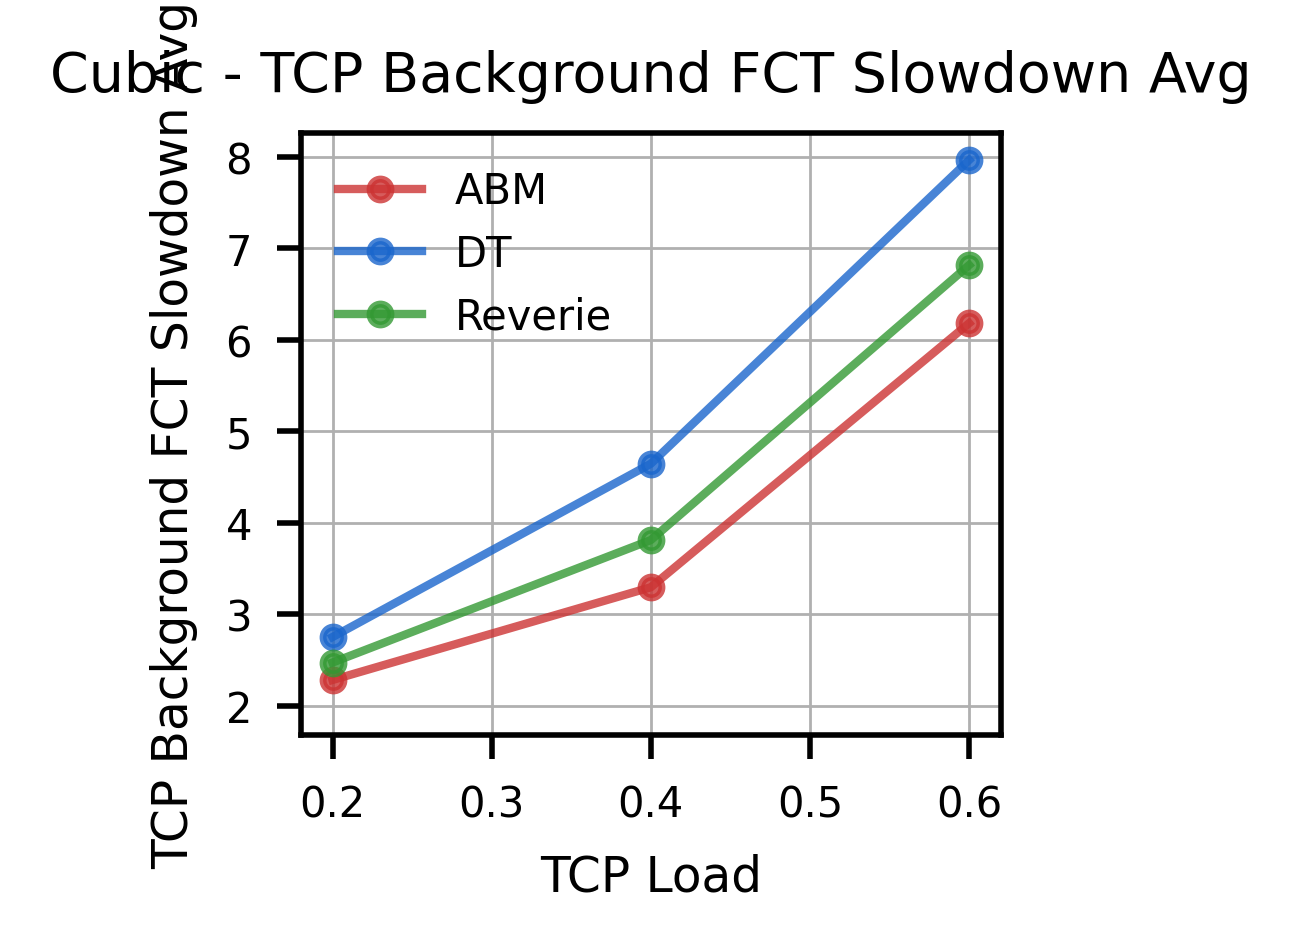 Cubic - TCP Background FCT Slowdown Avg
TCP Background FCT Slowdown Avg
8
7
6
5
4
3
2
ABM
DT
Reverie
0.2
0.3
0.4
0.5
0.6
TCP Load